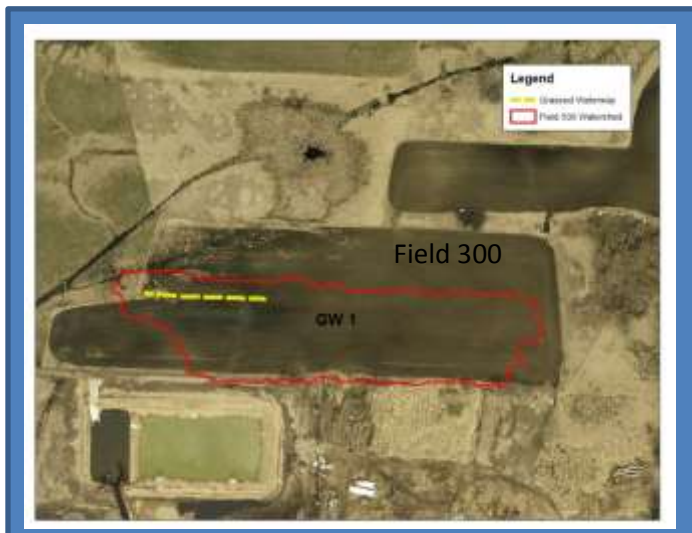 Legend
Grassed Waterway
Field 300 Watershed
Field 300
GW 1